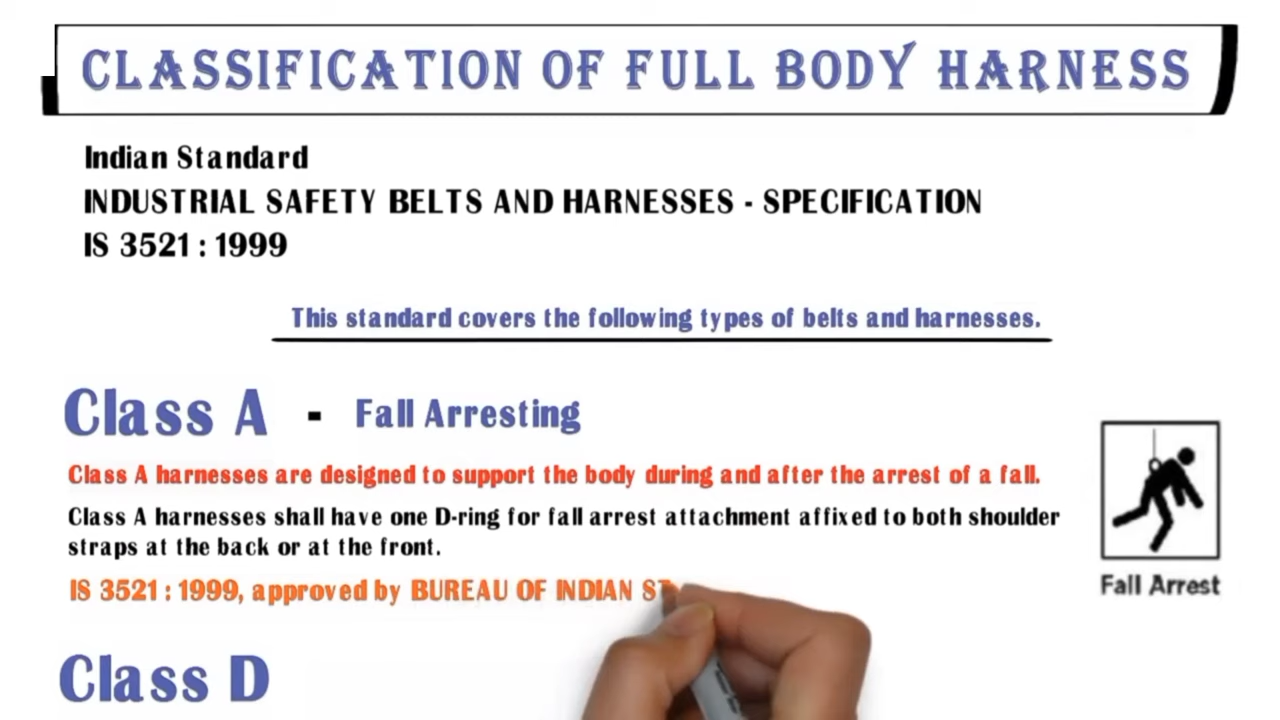 CLASSIFICATION OF FULL BODY HARNESS
Indian Standard
INDUSTRIAL SAFETY BELTS AND HARNESSES - SPECIFICATION
IS 3521 : 1999
This standard covers the following types of belts and harnesses.
Class A - Fall Arresting
Class A harnesses are designed to support the body during and after the arrest of a fall.
Class A harnesses shall have one D-ring for fall arrest attachment affixed to both shoulder
straps at the back or at the front.
Fall Arrest
IS 3521 : 1999, approved by BUREAU OF INDIAN
Class D